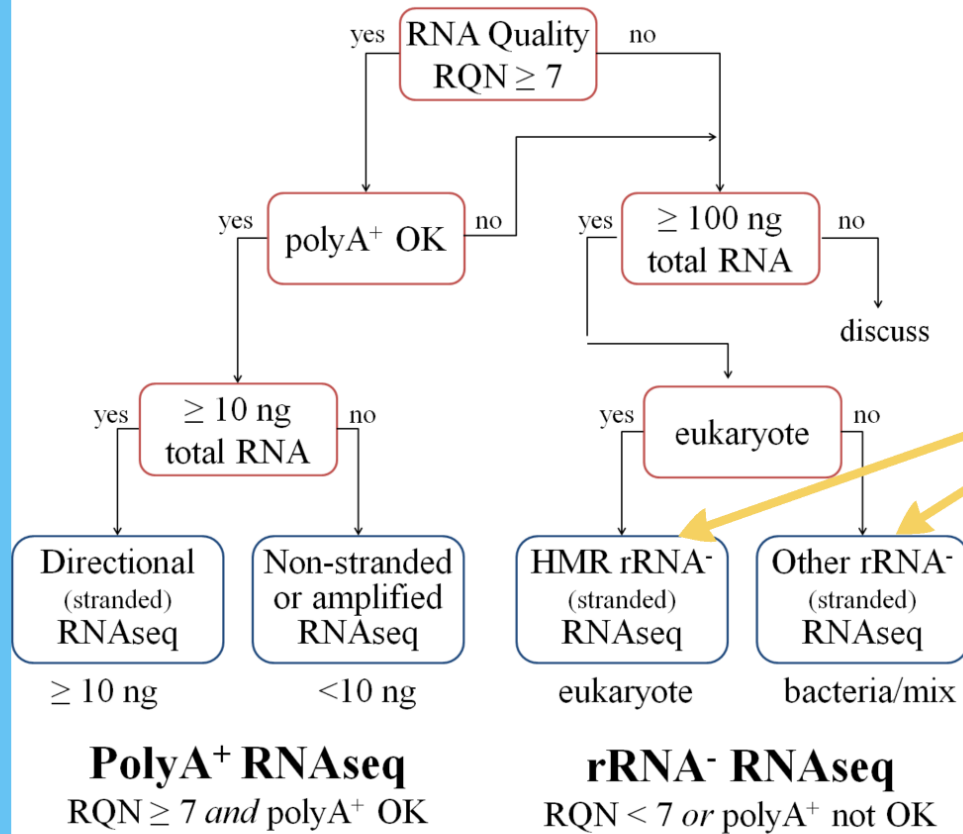 RNA Quality
RQN ≥ 7
yes
no
polyA⁺ OK
yes
no
≥ 100 ng
total RNA
yes
no
discuss
≥ 10 ng
total RNA
yes
no
eukaryote
yes
no
Directional
(stranded)
RNAseq
Non-stranded
or amplified
RNAseq
HMR rRNA⁻
(stranded)
RNAseq
Other rRNA⁻
(stranded)
RNAseq
≥ 10 ng
<10 ng
eukaryote
bacteria/mix
PolyA⁺ RNAseq
RQN ≥ 7 and polyA⁺ OK
rRNA⁻ RNAseq
RQN < 7 or polyA⁺ not OK